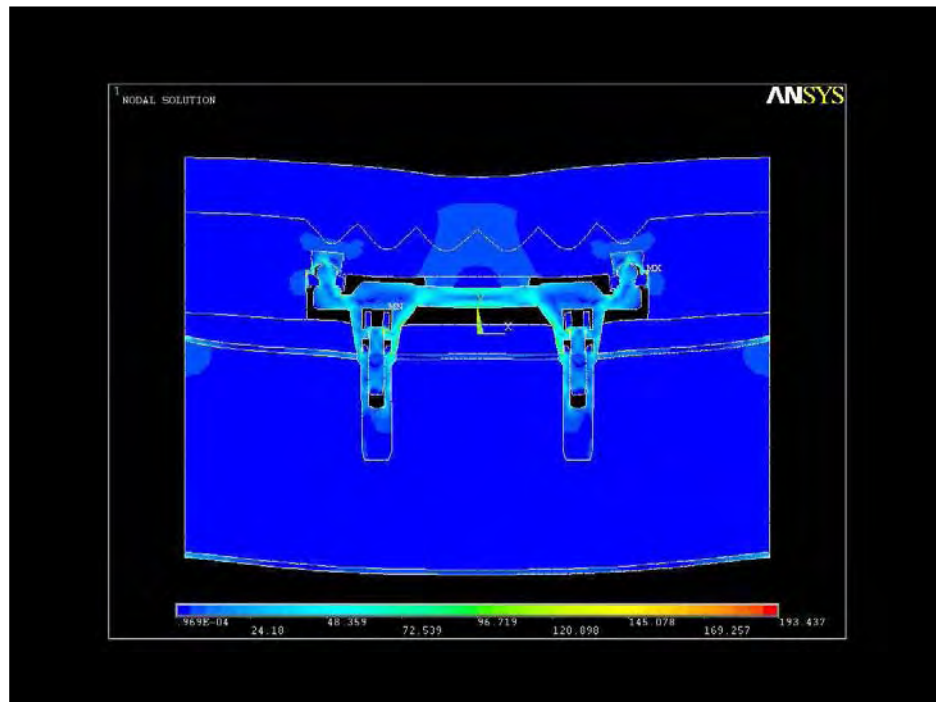 1
NODAL SOLUTION
ANSYS
MX
MN
Y
X
.969E-04 48.359 96.719 145.078 193.437
24.18 72.539 120.898 169.257